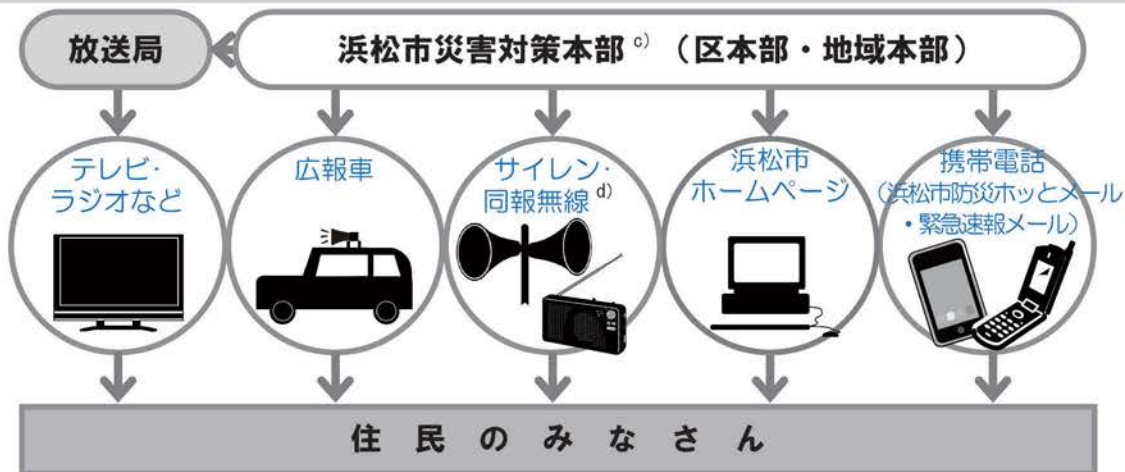 放送局
浜松市災害対策本部 c) (区本部・地域本部)
テレビ・
ラジオなど
広報車
サイレン・
同報無線 d)
浜松市
ホームページ
携帯電話
(浜松市防災ホッとメール
・緊急速報メール)
住民のみなさん